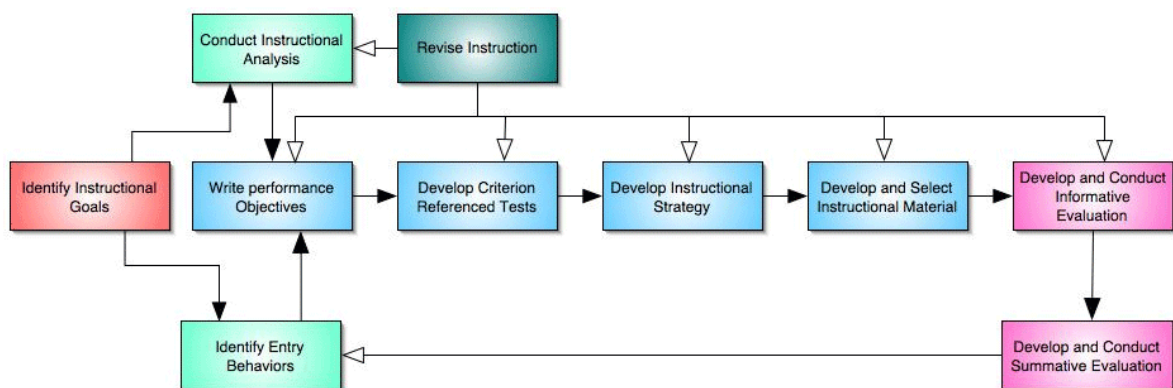 Conduct Instructional
Analysis
Revise Instruction
Identify Instructional
Goals
Write performance
Objectives
Develop Criterion
Referenced Tests
Develop Instructional
Strategy
Develop and Select
Instructional Material
Develop and Conduct
Informative
Evaluation
Identify Entry
Behaviors
Develop and Conduct
Summative Evaluation